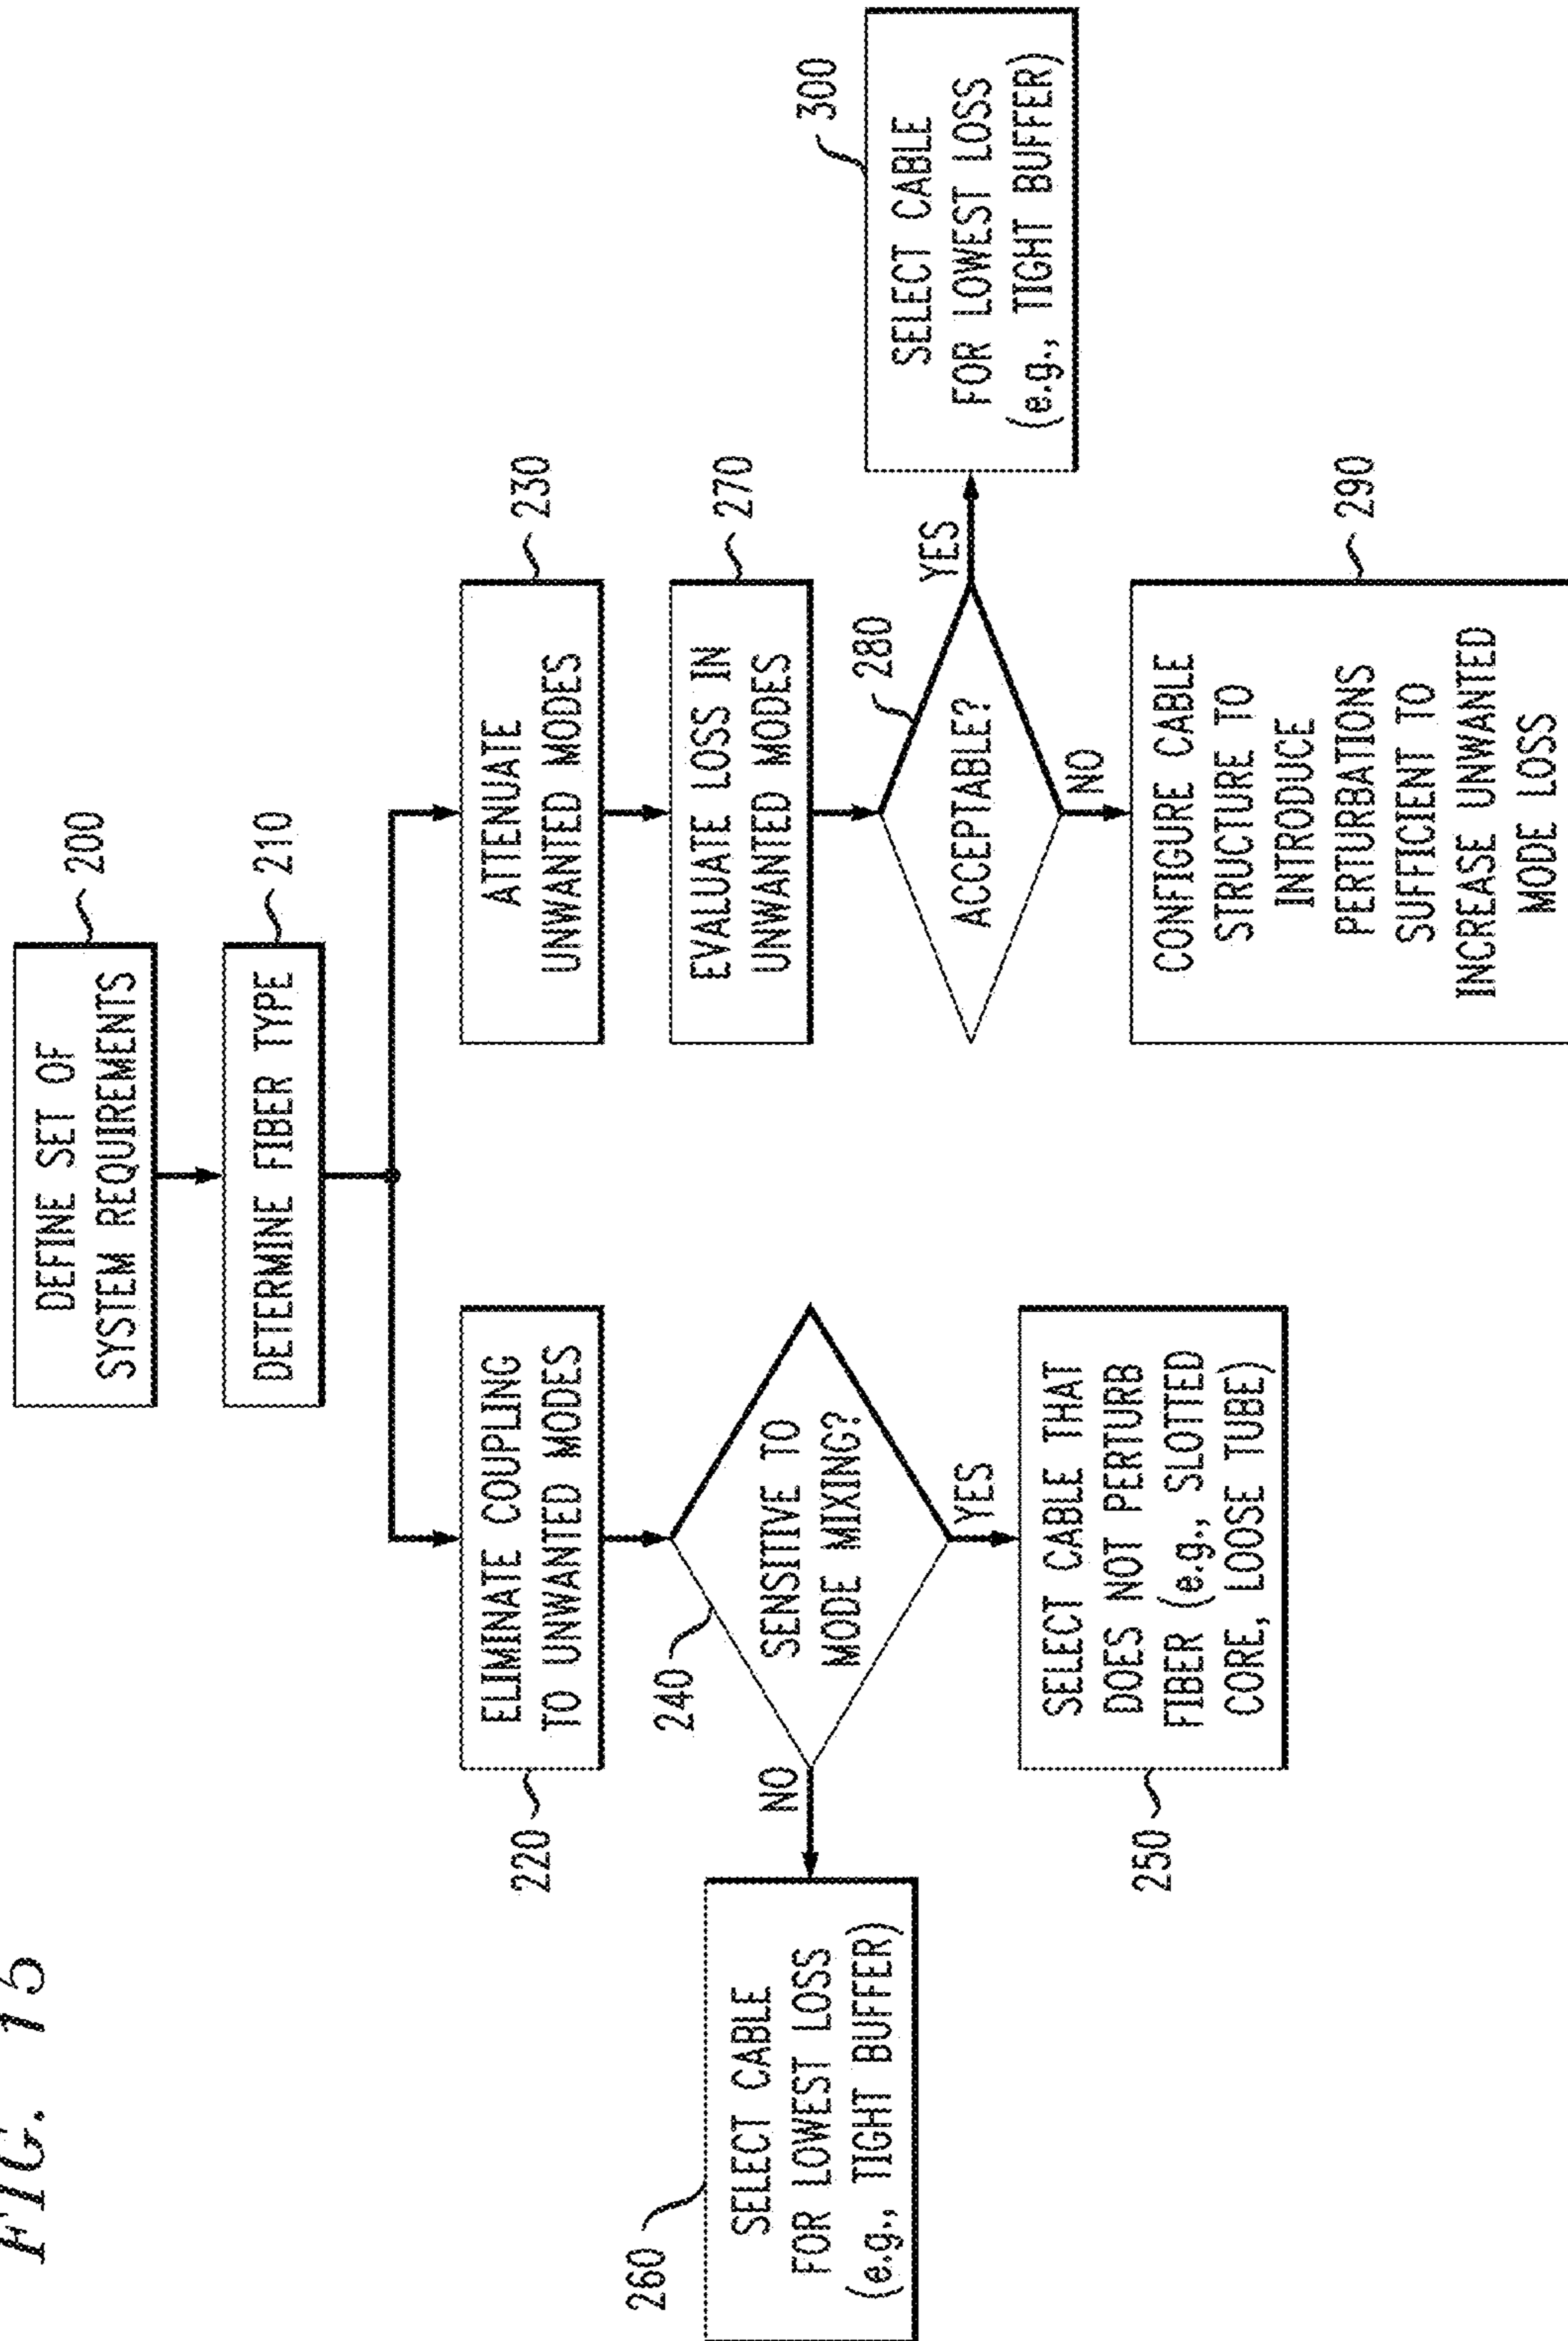 FIG. 15
DEFINE SET OF
SYSTEM REQUIREMENTS
200
DETERMINE FIBER TYPE
210
ELIMINATE COUPLING
TO UNWANTED MODES
220
ATTENUATE
UNWANTED MODES
230
SENSITIVE TO
MODE MIXING?
240
NO
YES
SELECT CABLE
FOR LOWEST LOSS
(e.g., TIGHT BUFFER)
260
SELECT CABLE THAT
DOES NOT PERTURB
FIBER (e.g., SLOTTED
CORE, LOOSE TUBE)
250
EVALUATE LOSS IN
UNWANTED MODES
270
ACCEPTABLE?
280
YES
NO
SELECT CABLE
FOR LOWEST LOSS
(e.g., TIGHT BUFFER)
300
CONFIGURE CABLE
STRUCTURE TO
INTRODUCE
PERTURBATIONS
SUFFICIENT TO
INCREASE UNWANTED
MODE LOSS
290